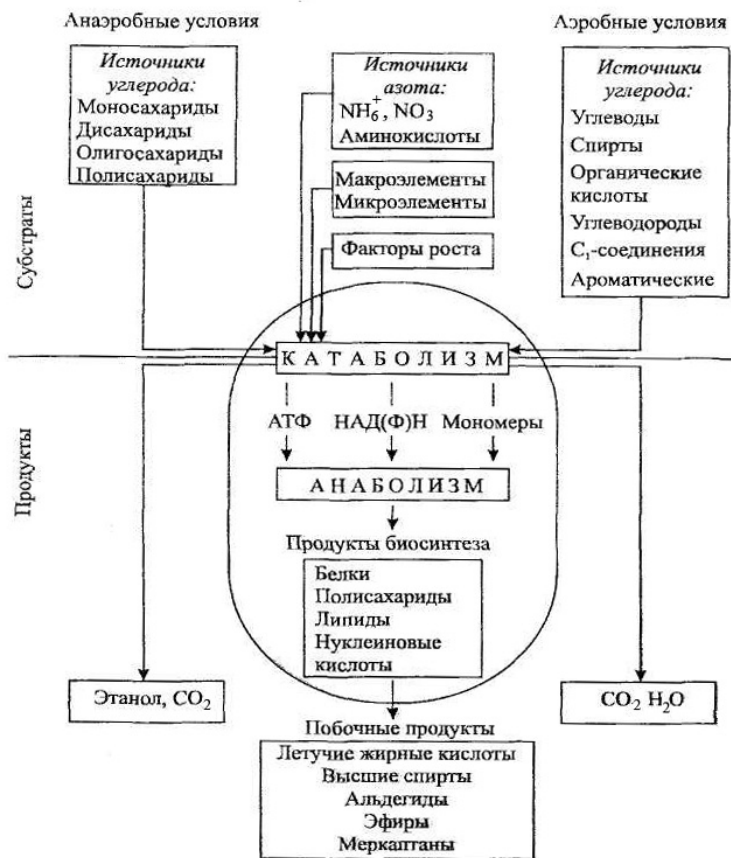 Анаэробные условия
Аэробные условия
Источники
углерода:
Моносахариды
Дисахариды
Олигосахариды
Полисахариды
Источники
азота:
NH₆⁺, NO₃
Аминокислоты
Макроэлементы
Микроэлементы
Факторы роста
Источники
углерода:
Углеводы
Спирты
Органические
кислоты
Углеводороды
C₁-соединения
Ароматические
Субстраты
КАТАБОЛИЗМ
АТФ НАД(Ф)Н Мономеры
АНАБОЛИЗМ
Продукты
Продукты биосинтеза
Белки
Полисахариды
Липиды
Нуклеиновые
кислоты
Этанол, CO₂
CO₂ H₂O
Побочные продукты
Летучие жирные кислоты
Высшие спирты
Альдегиды
Эфиры
Меркаптаны